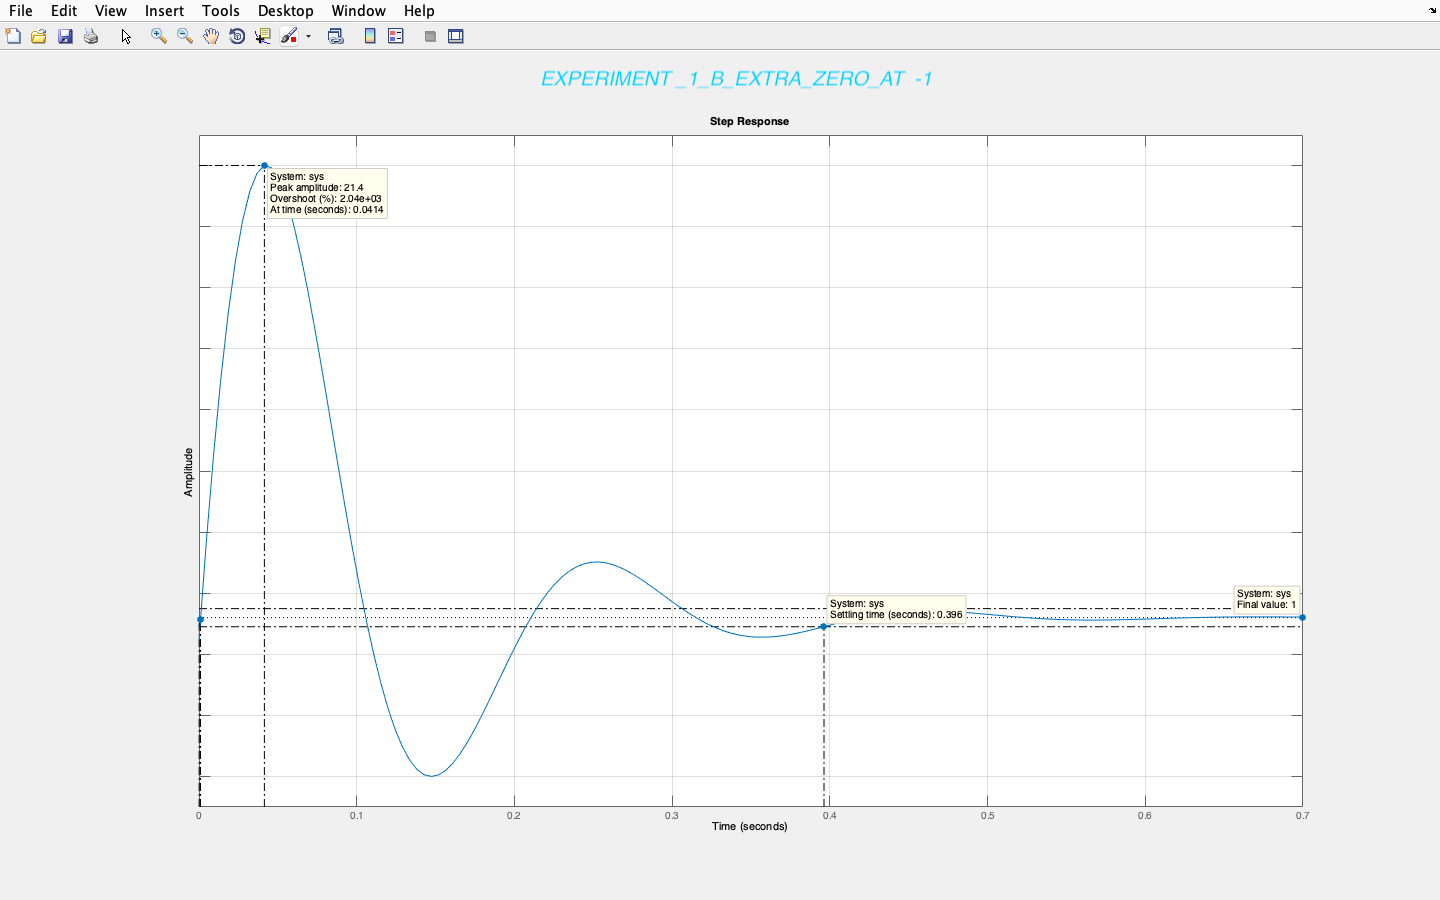 File Edit View Insert Tools Desktop Window Help
EXPERIMENT_1_B_EXTRA_ZERO_AT -1
Step Response
System: sys
Peak amplitude: 21.4
Overshoot (%): 2.04e+03
At time (seconds): 0.0414
Amplitude
System: sys
Settling time (seconds): 0.396
System: sys
Final value: 1
0 0.1 0.2 0.3 0.4 0.5 0.6 0.7
Time (seconds)